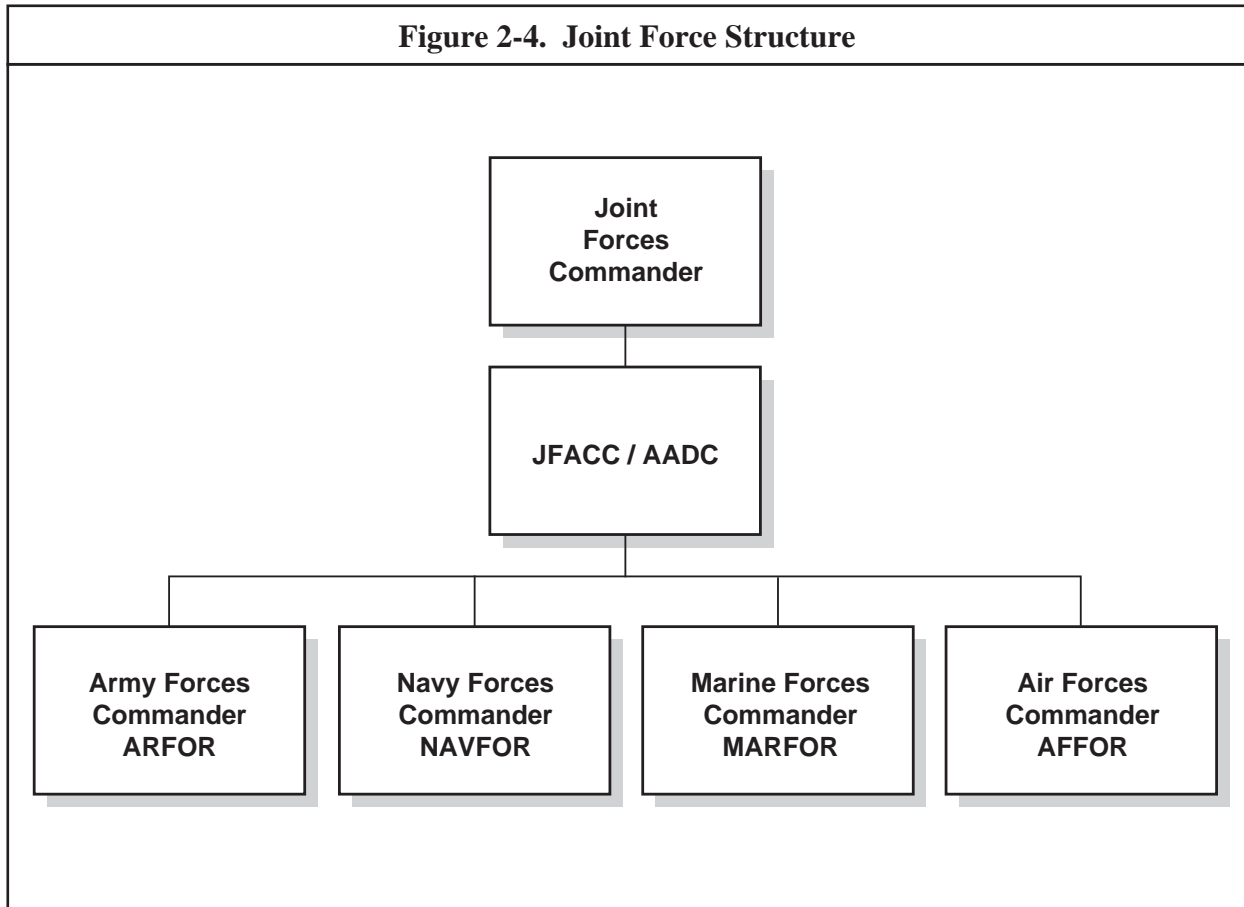 Figure 2-4. Joint Force Structure
Joint
Forces
Commander
JFACC / AADC
Army Forces
Commander
ARFOR
Navy Forces
Commander
NAVFOR
Marine Forces
Commander
MARFOR
Air Forces
Commander
AFFOR